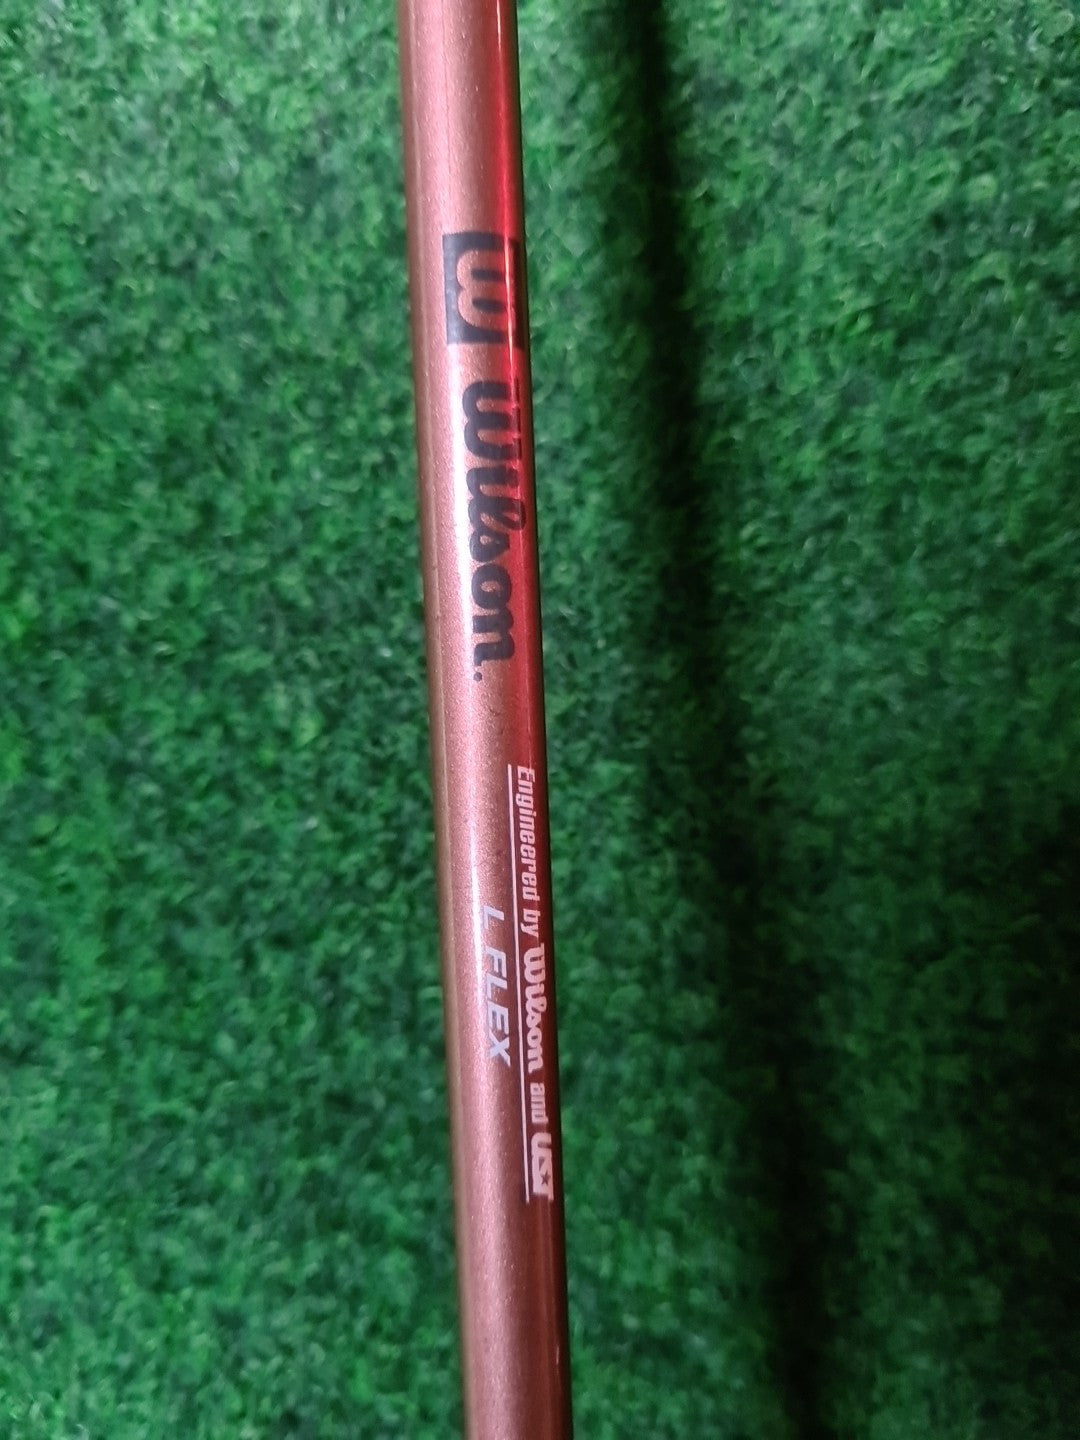 W Wilson.
Engineered by Wilson and UST
L FLEX